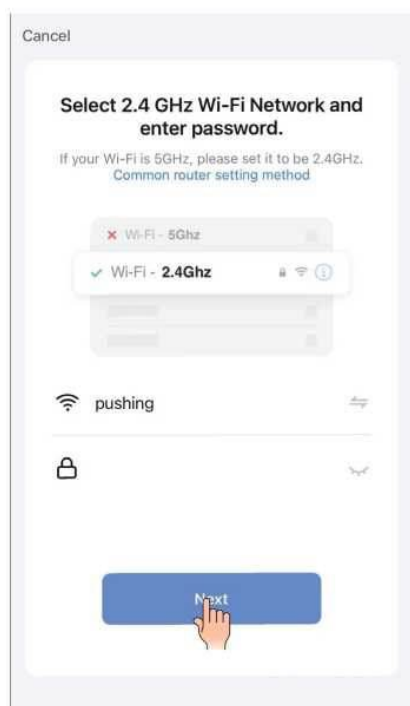 Cancel
Select 2.4 GHz Wi-Fi Network and
enter password.
If your Wi-Fi is 5GHz, please set it to be 2.4GHz.
Common router setting method
Wi-Fi - 5Ghz
Wi-Fi - 2.4Ghz
pushing
Next